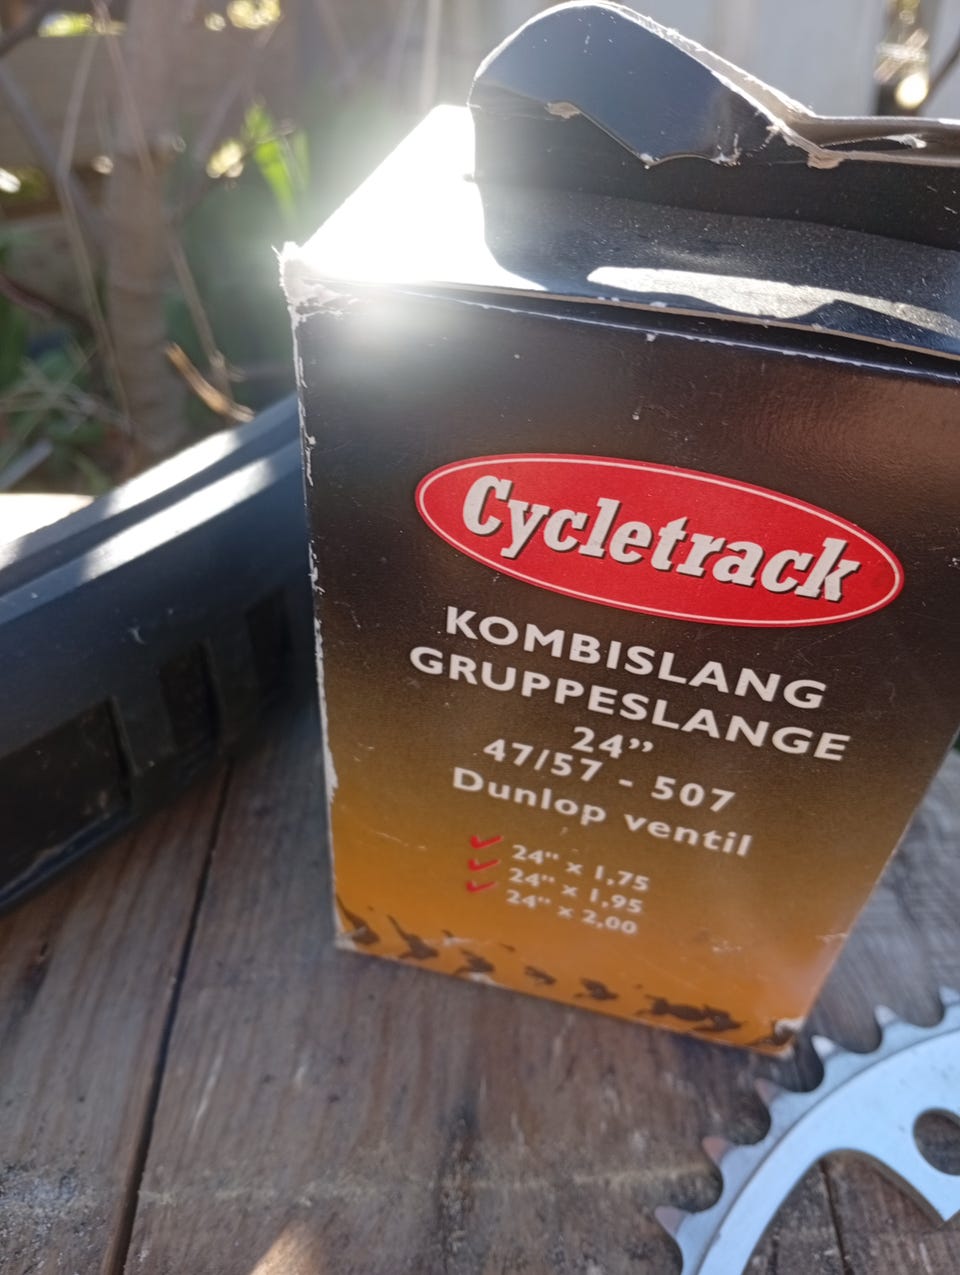 Cycletrack
KOMBISLANG
GRUPPESLANGE
24”
47/57 - 507
Dunlop ventil
24" x 1,75
24" x 1,95
24" x 2,00